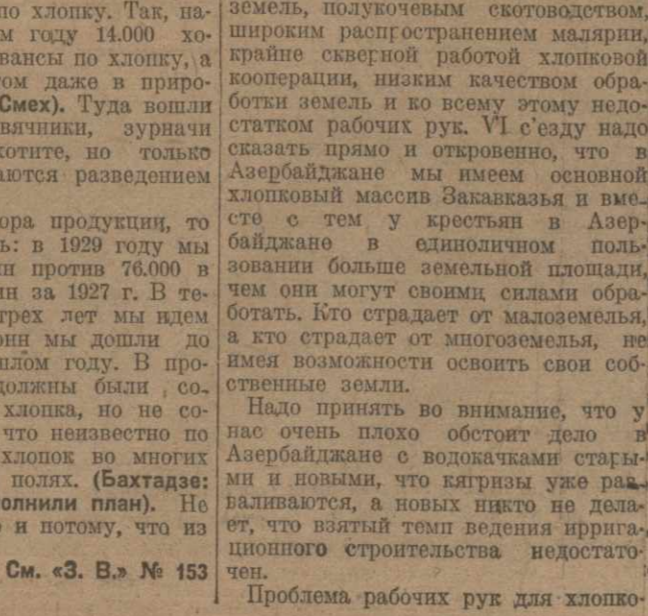 по хлопку. Так, на-
м году 14.000 хо-
вансы по хлопку, а
том даже в приро-
Смех). Туда вошли
вячники, зурначи
хотите, но только
аются разведением
ора продукции, то
ь: в 1929 году мы
н против 76.000 в
ин за 1927 г. В те-
трех лет мы идем
онн мы дошли до
шлом году. В про-
должны были со-
хлопка, но не со-
что неизвестно по
хлопок во многих
полях. (Бахтадзе:
олнили план). Не
и потому, что из
См. «З. В.» № 153
земель, полукочевым скотоводством,
широким распространением малярии,
крайне скверной работой хлопковой
кооперации, низким качеством обра-
ботки земель и ко всему этому недо-
статком рабочих рук. VI с'езду надо
сказать прямо и откровенно, что в
Азербайджане мы имеем основной
хлопковый массив Закавказья и вме-
сте с тем у крестьян в Азер-
байджане в единоличном поль-
зовании больше земельной площади,
чем они могут своими силами обра-
ботать. Кто страдает от малоземелья,
а кто страдает от многоземелья, не
имея возможности освоить свои соб-
ственные земли.
Надо принять во внимание, что у
нас очень плохо обстоит дело в
Азербайджане с водокачками стары-
ми и новыми, что кягризы уже раз-
валиваются, а новых никто не дела-
ет, что взятый темп ведения иррига-
ционного строительства недостато-
чен.
Проблема рабочих рук для хлопко-